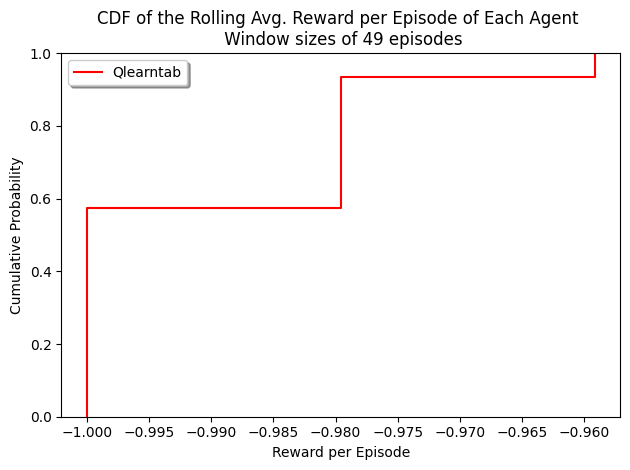 CDF of the Rolling Avg. Reward per Episode of Each Agent
Window sizes of 49 episodes
Qlearntab
Cumulative Probability
1.0
0.8
0.6
0.4
0.2
0.0
−1.000 −0.995 −0.990 −0.985 −0.980 −0.975 −0.970 −0.965 −0.960
Reward per Episode